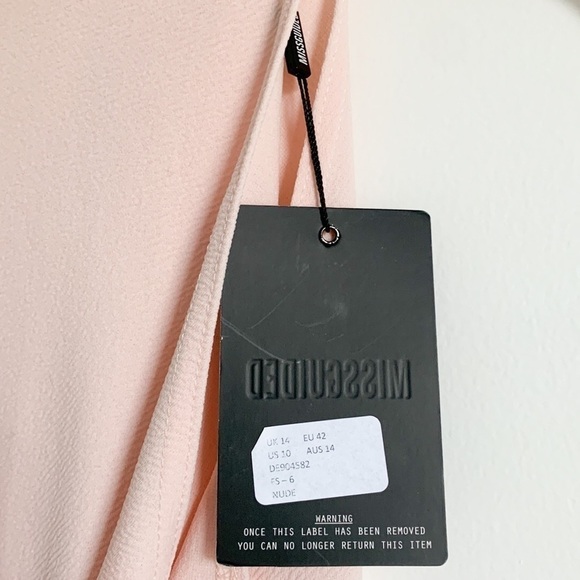 MISSGUIDED
MISSGUIDED
UK 14 EU 42
US 10 AUS 14
DE904582
FS-6
NUDE
WARNING
ONCE THIS LABEL HAS BEEN REMOVED
YOU CAN NO LONGER RETURN THIS ITEM